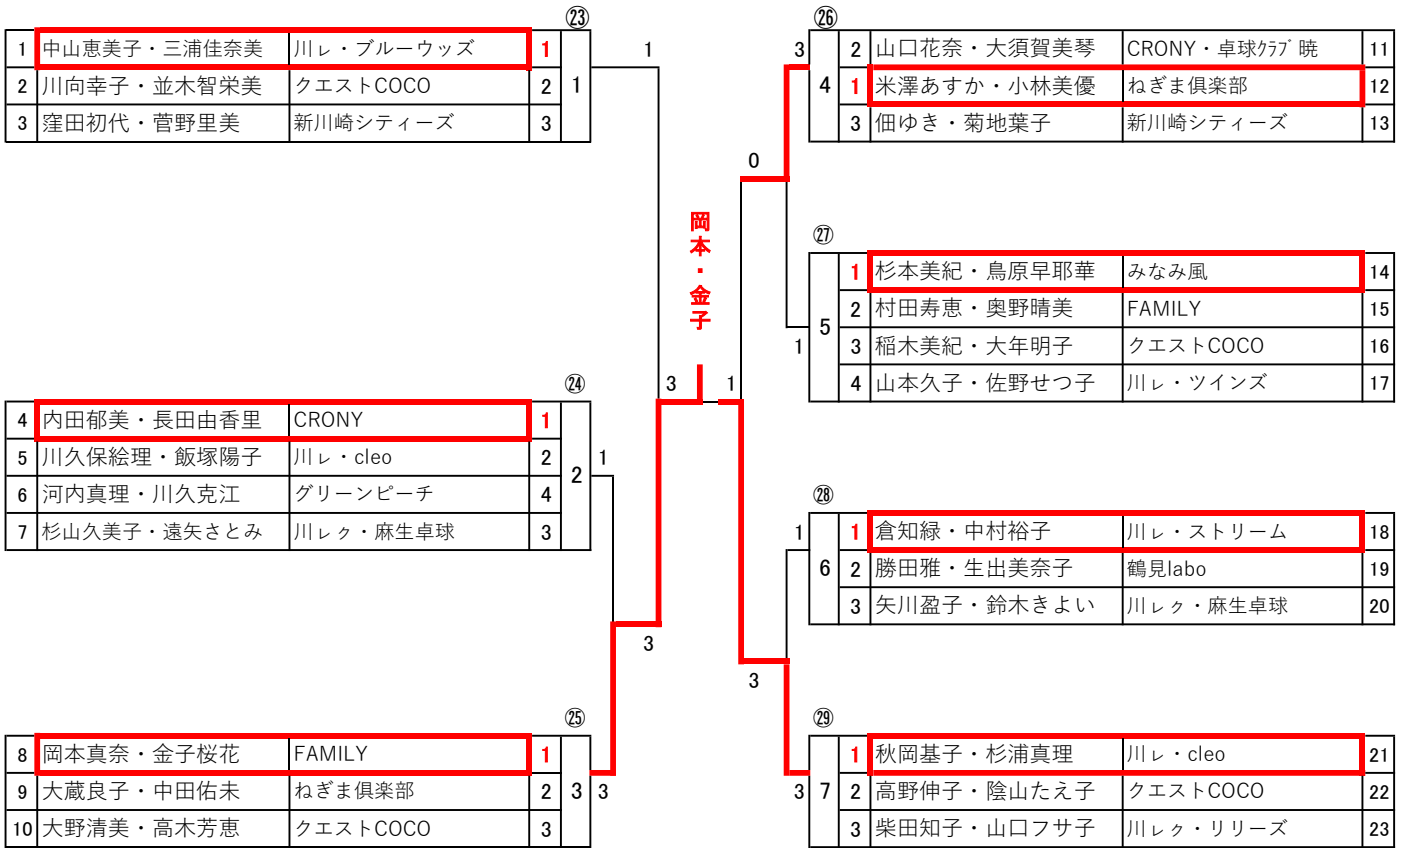 ㉓
1 中山恵美子・三浦佳奈美 川ㇾ・ブルーウッズ 1
2 川向幸子・並木智栄美 クエストCOCO 2
3 窪田初代・菅野里美 新川崎シティーズ 3
1
1
㉔
4 内田郁美・長田由香里 CRONY 1
5 川久保絵理・飯塚陽子 川ㇾ・cleo 2
6 河内真理・川久克江 グリーンピーチ 4
7 杉山久美子・遠矢さとみ 川ㇾㇰ・麻生卓球 3
2
1
㉕
8 岡本真奈・金子桜花 FAMILY 1
9 大蔵良子・中田佑未 ねぎま倶楽部 2
10 大野清美・高木芳恵 クエストCOCO 3
3
3
3
岡本・金子
3 1
㉖
3
4
2 山口花奈・大須賀美琴 CRONY・卓球ｸﾗﾌﾞ暁 11
1 米澤あすか・小林美優 ねぎま倶楽部 12
3 佃ゆき・菊地葉子 新川崎シティーズ 13
0
㉗
5
1
1 杉本美紀・鳥原早耶華 みなみ風 14
2 村田寿恵・奥野晴美 FAMILY 15
3 稲木美紀・大年明子 クエストCOCO 16
4 山本久子・佐野せつ子 川ㇾ・ツインズ 17
㉘
1
6
1 倉知緑・中村裕子 川ㇾ・ストリーム 18
2 勝田雅・生出美奈子 鶴見labo 19
3 矢川盈子・鈴木きよい 川ㇾㇰ・麻生卓球 20
3
㉙
3
7
1 秋岡基子・杉浦真理 川ㇾ・cleo 21
2 高野伸子・陰山たえ子 クエストCOCO 22
3 柴田知子・山口フサ子 川ㇾㇰ・リリーズ 23